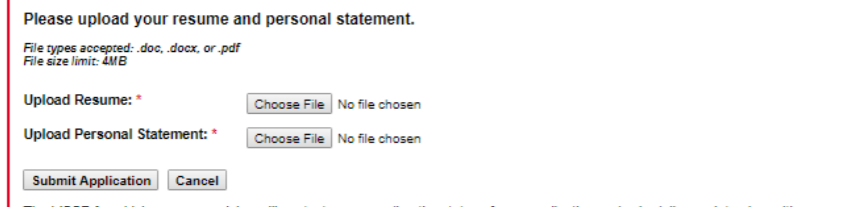 Please upload your resume and personal statement.
File types accepted: .doc, .docx, or .pdf
File size limit: 4MB
Upload Resume: * Choose File No file chosen
Upload Personal Statement: * Choose File No file chosen
Submit Application Cancel